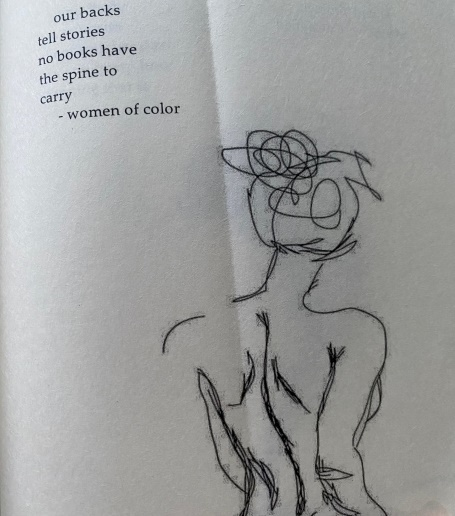 our backs
tell stories
no books have
the spine to
carry
- women of color